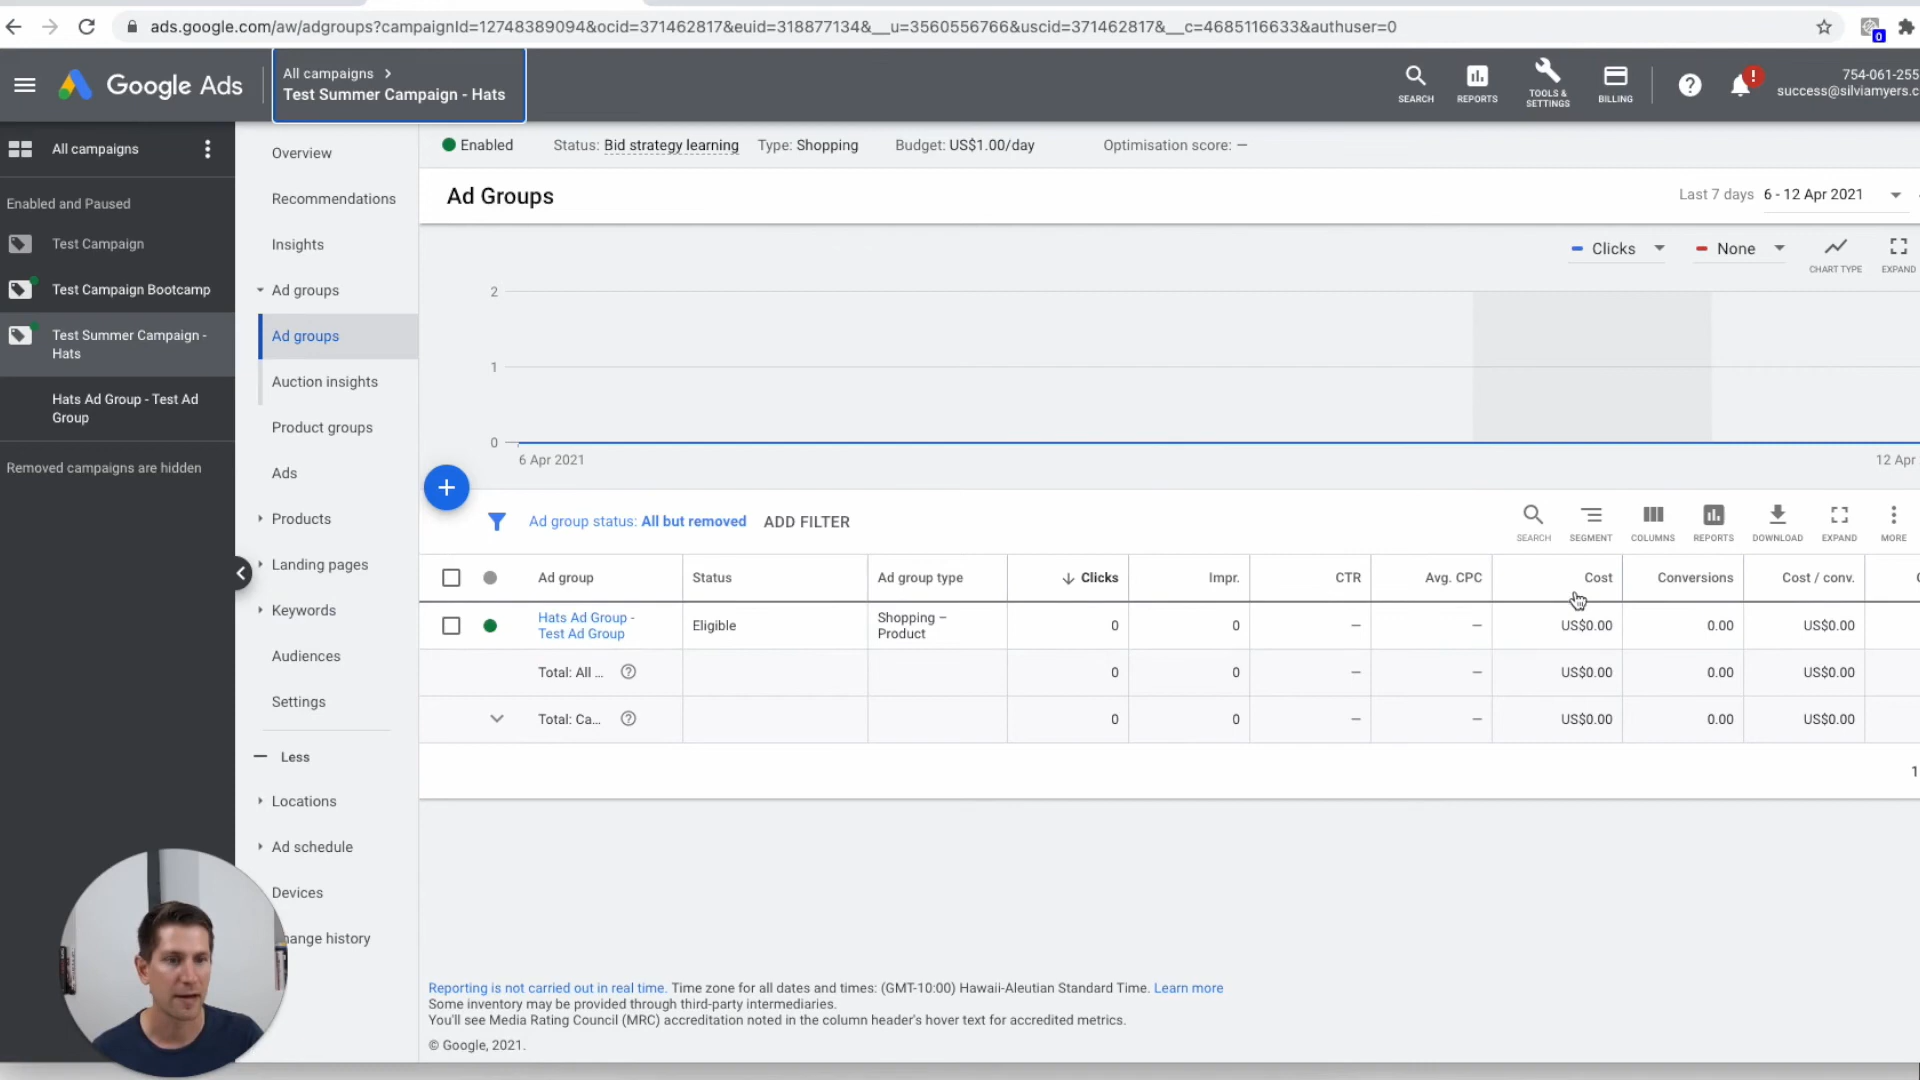 ads.google.com/aw/adgroups?campaignId=12748389094&ocid=371462817&euid=318877134&__u=3560556766&uscid=371462817&__c=4685116633&authuser=0
0
Google Ads
All campaigns >
Test Summer Campaign - Hats
SEARCH
REPORTS
TOOLS &
SETTINGS
BILLING
?
!
754-061-255
success@silviamyers.c
All campaigns
Enabled and Paused
Test Campaign
Test Campaign Bootcamp
Test Summer Campaign -
Hats
Hats Ad Group - Test Ad
Group
Removed campaigns are hidden
Overview
Recommendations
Insights
Ad groups
Ad groups
Auction insights
Product groups
Ads
Products
Landing pages
Keywords
Audiences
Settings
Less
Locations
Ad schedule
Devices
hange history
Enabled
Status: Bid strategy learning
Type: Shopping
Budget: US$1.00/day
Optimisation score: —
Ad Groups
Last 7 days 6 - 12 Apr 2021
Clicks
None
CHART TYPE
EXPAND
2
1
0
6 Apr 2021
12 Apr
Ad group status: All but removed
ADD FILTER
SEARCH
SEGMENT
COLUMNS
REPORTS
DOWNLOAD
EXPAND
MORE
Ad group Status Ad group type Clicks Impr. CTR Avg. CPC Cost Conversions Cost / conv.
Hats Ad Group -
Test Ad Group
Eligible
Shopping –
Product
0 0 — — US$0.00 0.00 US$0.00
Total: All ... ? 0 0 — — US$0.00 0.00 US$0.00
Total: Ca... ? 0 0 — — US$0.00 0.00 US$0.00
1
Reporting is not carried out in real time. Time zone for all dates and times: (GMT-10:00) Hawaii-Aleutian Standard Time. Learn more
Some inventory may be provided through third-party intermediaries.
You'll see Media Rating Council (MRC) accreditation noted in the column header's hover text for accredited metrics.
© Google, 2021.